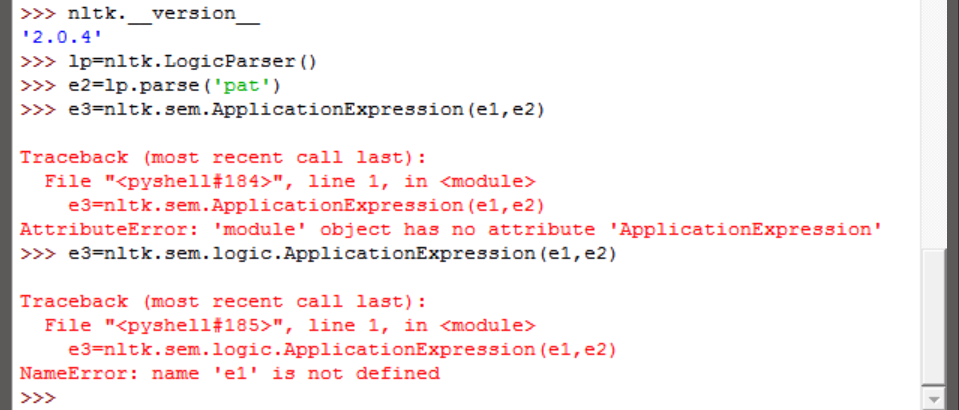 >>> nltk.__version__
'2.0.4'
>>> lp=nltk.LogicParser()
>>> e2=lp.parse('pat')
>>> e3=nltk.sem.ApplicationExpression(e1,e2)
Traceback (most recent call last):
  File "<pyshell#184>", line 1, in <module>
    e3=nltk.sem.ApplicationExpression(e1,e2)
AttributeError: 'module' object has no attribute 'ApplicationExpression'
>>> e3=nltk.sem.logic.ApplicationExpression(e1,e2)
Traceback (most recent call last):
  File "<pyshell#185>", line 1, in <module>
    e3=nltk.sem.logic.ApplicationExpression(e1,e2)
NameError: name 'e1' is not defined
>>>